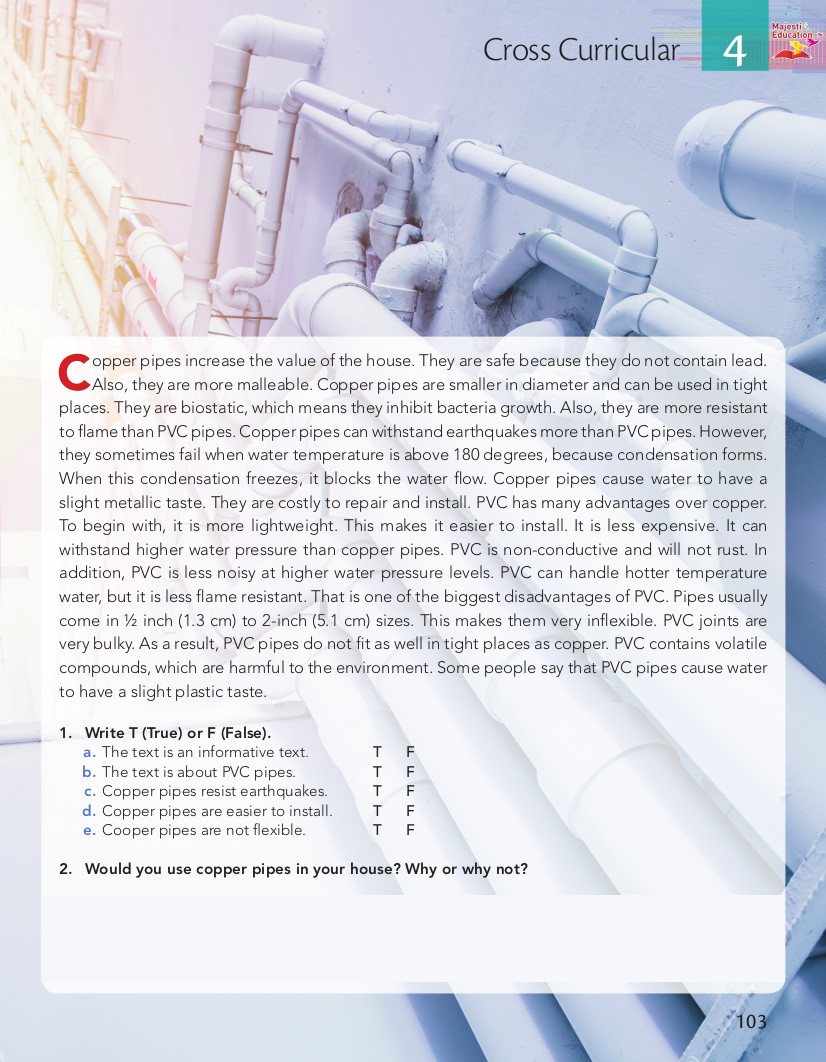 Cross Curricular
4
Majesti
Education
Copper pipes increase the value of the house. They are safe because they do not contain lead.
Also, they are more malleable. Copper pipes are smaller in diameter and can be used in tight
places. They are biostatic, which means they inhibit bacteria growth. Also, they are more resistant
to flame than PVC pipes. Copper pipes can withstand earthquakes more than PVC pipes. However,
they sometimes fail when water temperature is above 180 degrees, because condensation forms.
When this condensation freezes, it blocks the water flow. Copper pipes cause water to have a
slight metallic taste. They are costly to repair and install. PVC has many advantages over copper.
To begin with, it is more lightweight. This makes it easier to install. It is less expensive. It can
withstand higher water pressure than copper pipes. PVC is non-conductive and will not rust. In
addition, PVC is less noisy at higher water pressure levels. PVC can handle hotter temperature
water, but it is less flame resistant. That is one of the biggest disadvantages of PVC. Pipes usually
come in ½ inch (1.3 cm) to 2-inch (5.1 cm) sizes. This makes them very inflexible. PVC joints are
very bulky. As a result, PVC pipes do not fit as well in tight places as copper. PVC contains volatile
compounds, which are harmful to the environment. Some people say that PVC pipes cause water
to have a slight plastic taste.
1. Write T (True) or F (False).
a. The text is an informative text. T F
b. The text is about PVC pipes. T F
c. Copper pipes resist earthquakes. T F
d. Copper pipes are easier to install. T F
e. Cooper pipes are not flexible. T F
2. Would you use copper pipes in your house? Why or why not?
103